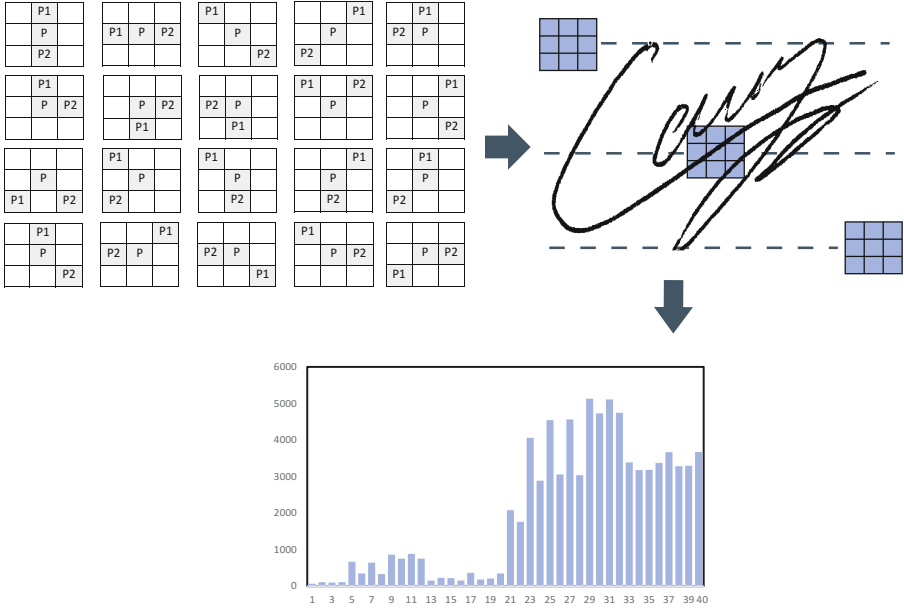 P1 P1 P1 P1
P P1 P P2 P P P2 P
P2 P2 P2
P1 P1 P2 P1
P P2 P P2 P2 P P P
P1 P1 P2
P1 P1 P1 P1
P P P P P
P1 P2 P2 P2 P2 P2
P1 P1 P1
P P2 P P2 P P P2 P P2
P2 P1 P1
6000
5000
4000
3000
2000
1000
0
1 3 5 7 9 11 13 15 17 19 21 23 25 27 29 31 33 35 37 39 40